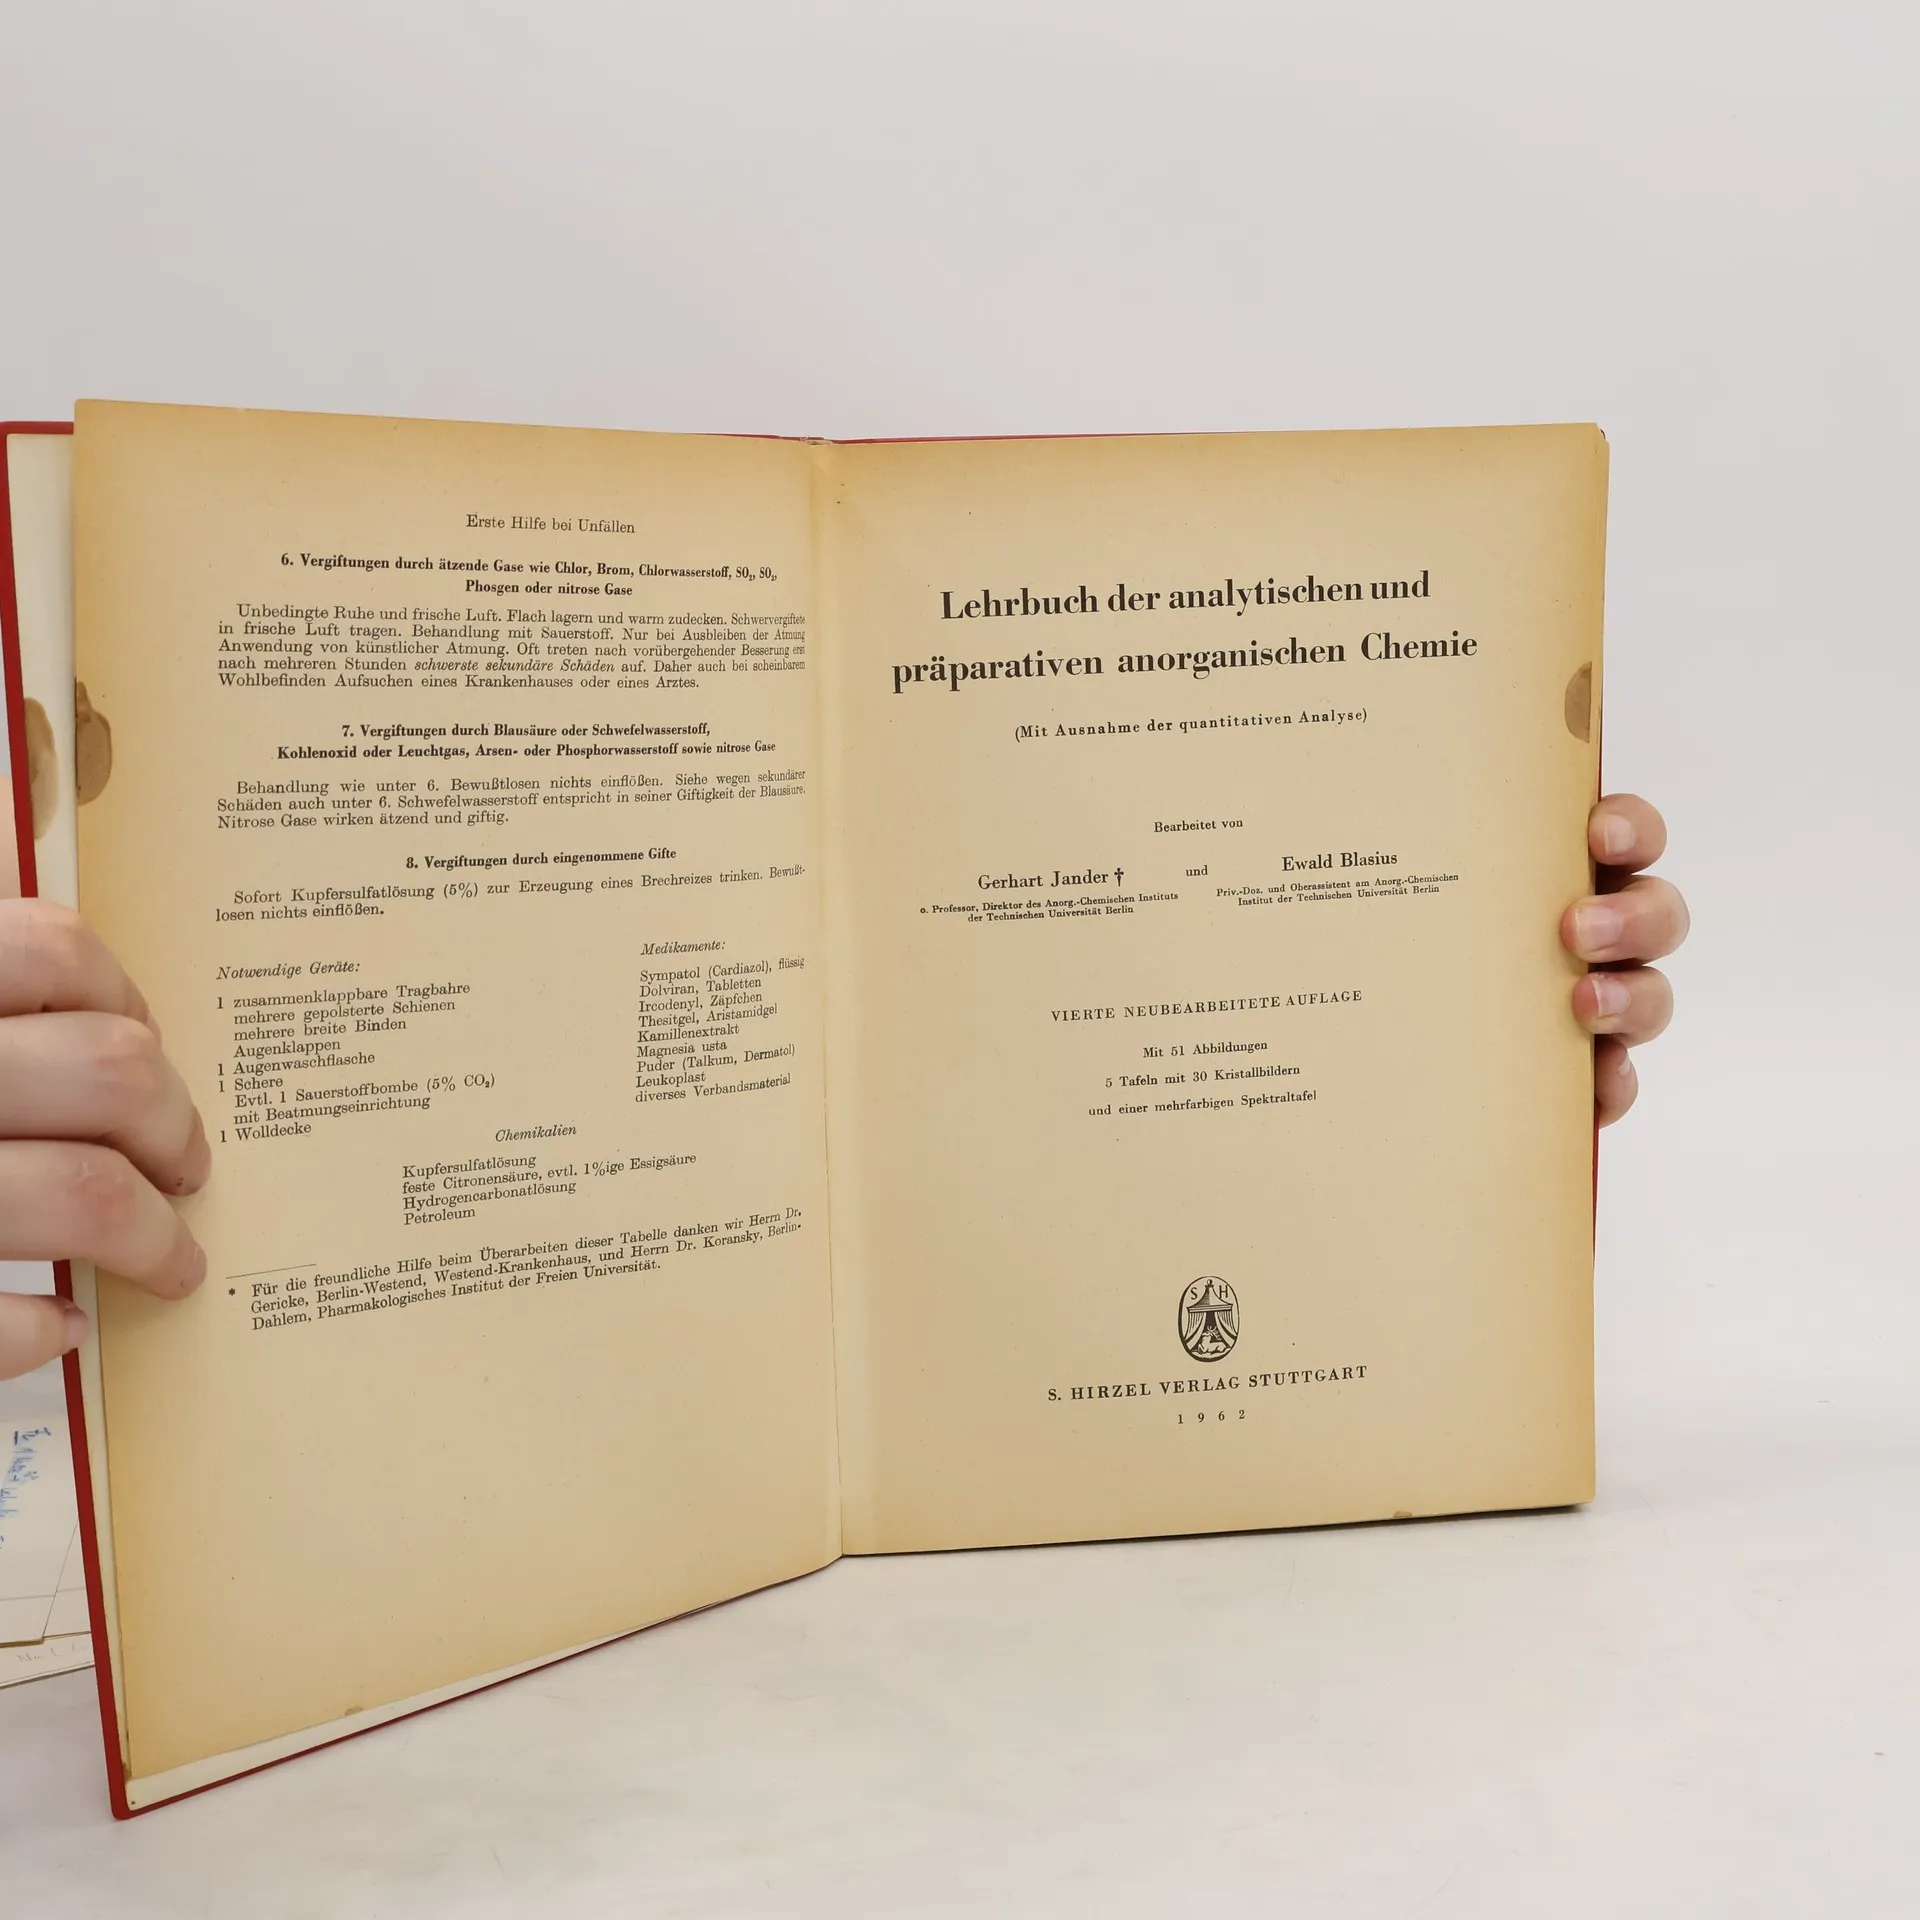 Erste Hilfe bei Unfällen
6. Vergiftungen durch ätzende Gase wie Chlor, Brom, Chlorwasserstoff, SO₂, SO₃,
Phosgen oder nitrose Gase
Unbedingte Ruhe und frische Luft. Flach lagern und warm zudecken. Schwervergiftete
in frische Luft tragen. Behandlung mit Sauerstoff. Nur bei Ausbleiben der Atmung
Anwendung von künstlicher Atmung. Oft treten nach vorübergehender Besserung erst
nach mehreren Stunden schwerste sekundäre Schäden auf. Daher auch bei scheinbarem
Wohlbefinden Aufsuchen eines Krankenhauses oder eines Arztes.
7. Vergiftungen durch Blausäure oder Schwefelwasserstoff,
Kohlenoxid oder Leuchtgas, Arsen- oder Phosphorwasserstoff sowie nitrose Gase
Behandlung wie unter 6. Bewußtlosen nichts einflößen. Siehe wegen sekundärer
Schäden auch unter 6. Schwefelwasserstoff entspricht in seiner Giftigkeit der Blausäure.
Nitrose Gase wirken ätzend und giftig.
8. Vergiftungen durch eingenommene Gifte
Sofort Kupfersulfatlösung (5%) zur Erzeugung eines Brechreizes trinken. Bewußt-
losen nichts einflößen.
Notwendige Geräte:
1 zusammenklappbare Tragbahre
mehrere gepolsterte Schienen
mehrere breite Binden
Augenklappen
1 Augenwaschflasche
1 Schere
Evtl. 1 Sauerstoffbombe (5% CO₂)
mit Beatmungseinrichtung
1 Wolldecke
Medikamente:
Sympatol (Cardiazol), flüssig
Dolviran, Tabletten
Ircodenyl, Zäpfchen
Thesitgel, Aristamidgel
Kamillenextrakt
Magnesia usta
Puder (Talkum, Dermatol)
Leukoplast
diverses Verbandsmaterial
Chemikalien
Kupfersulfatlösung
feste Citronensäure, evtl. 1%ige Essigsäure
Hydrogencarbonatlösung
Petroleum
* Für die freundliche Hilfe beim Überarbeiten dieser Tabelle danken wir Herrn Dr.
Gericke, Berlin-Westend, Westend-Krankenhaus, und Herrn Dr. Koransky, Berlin-
Dahlem, Pharmakologisches Institut der Freien Universität.
Lehrbuch der analytischen und
präparativen anorganischen Chemie
(Mit Ausnahme der quantitativen Analyse)
Bearbeitet von
Gerhart Jander † und Ewald Blasius
o. Professor, Direktor des Anorg.-Chemischen Instituts
der Technischen Universität Berlin
Priv.-Doz. und Oberassistent am Anorg.-Chemischen
Institut der Technischen Universität Berlin
VIERTE NEUBEARBEITETE AUFLAGE
Mit 51 Abbildungen
5 Tafeln mit 30 Kristallbildern
und einer mehrfarbigen Spektraltafel
S H
S. HIRZEL VERLAG STUTTGART
1962